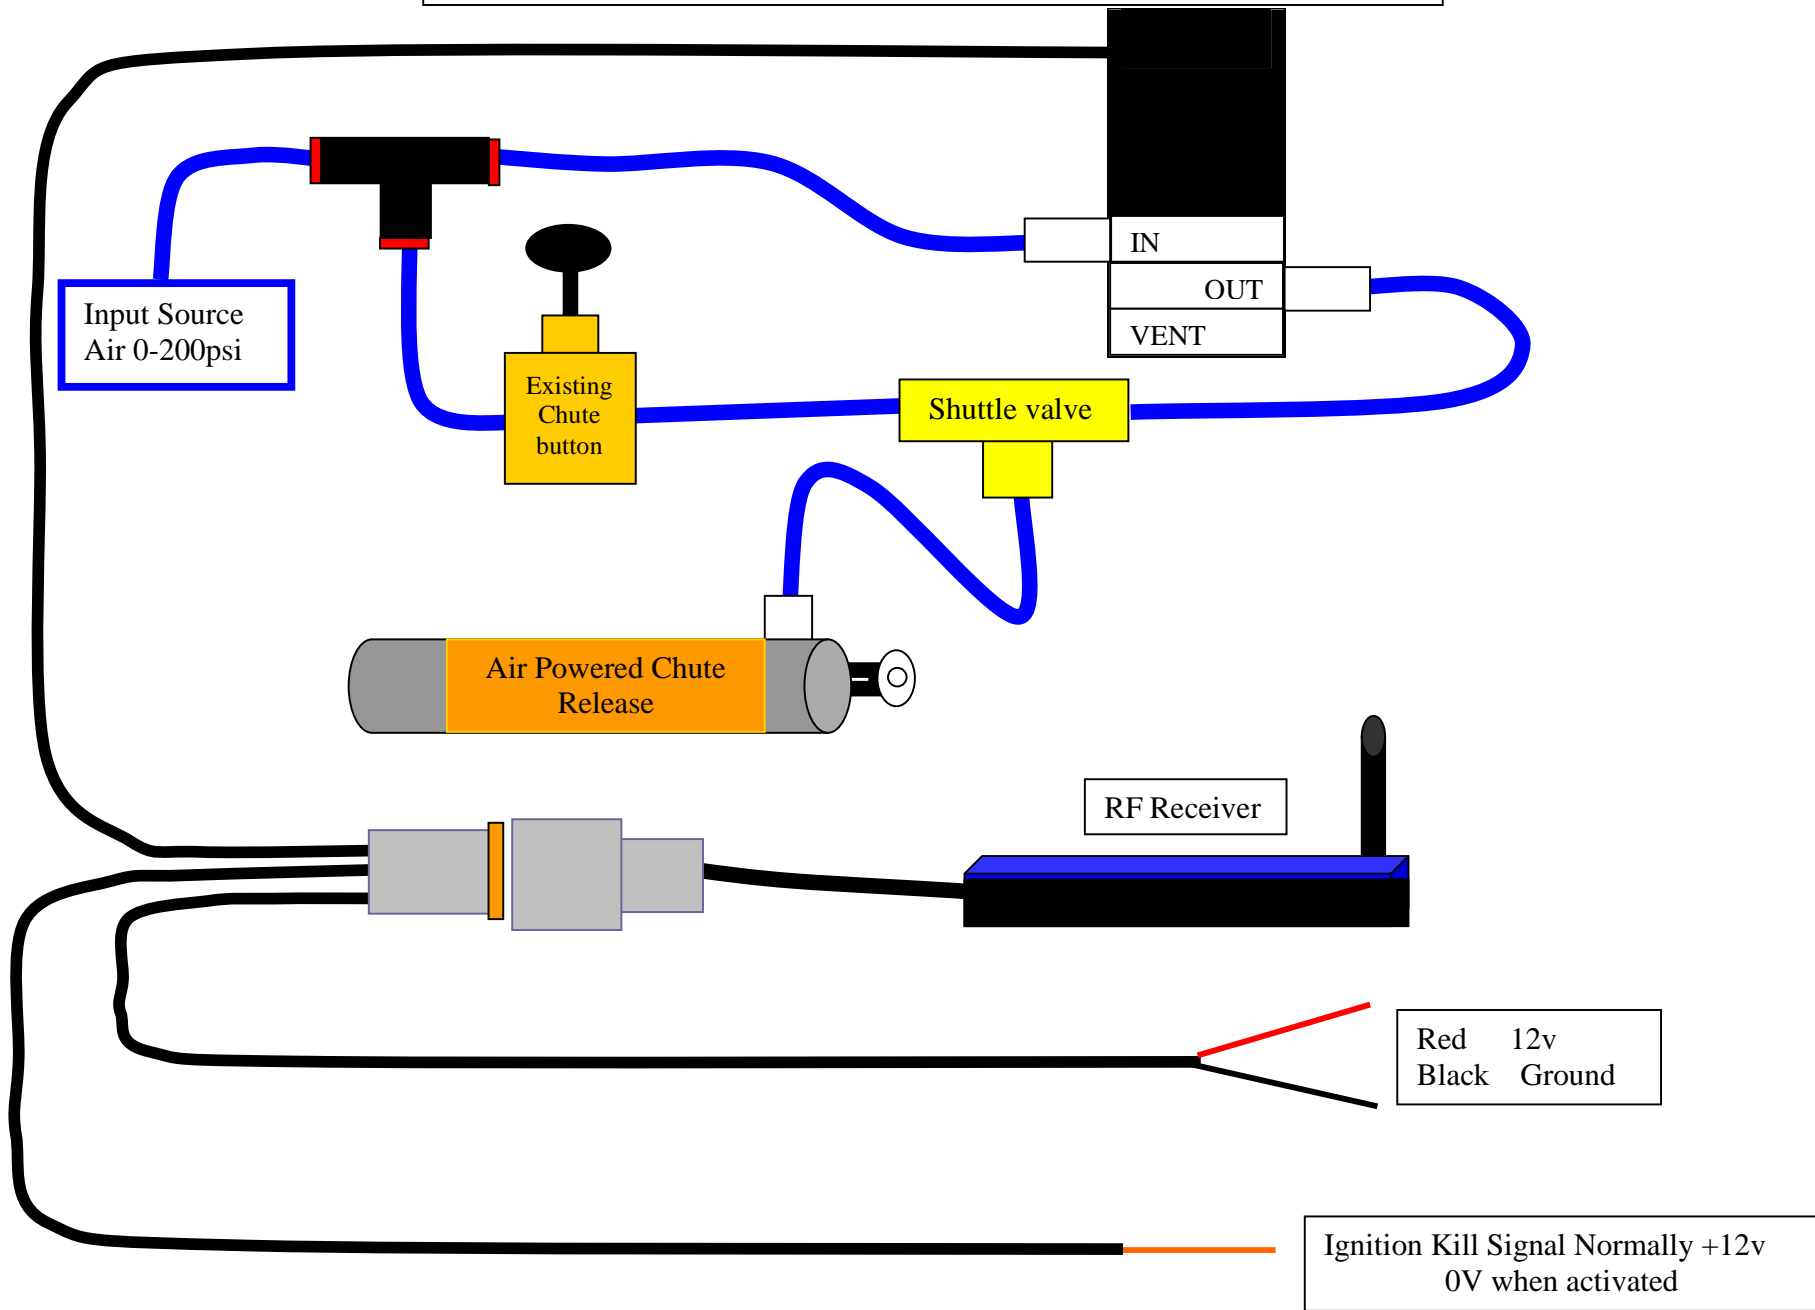 IN
OUT
VENT
Input Source
Air 0-200psi
Existing
Chute
button
Shuttle valve
Air Powered Chute
Release
RF Receiver
Red 12v
Black Ground
Ignition Kill Signal Normally +12v
0V when activated